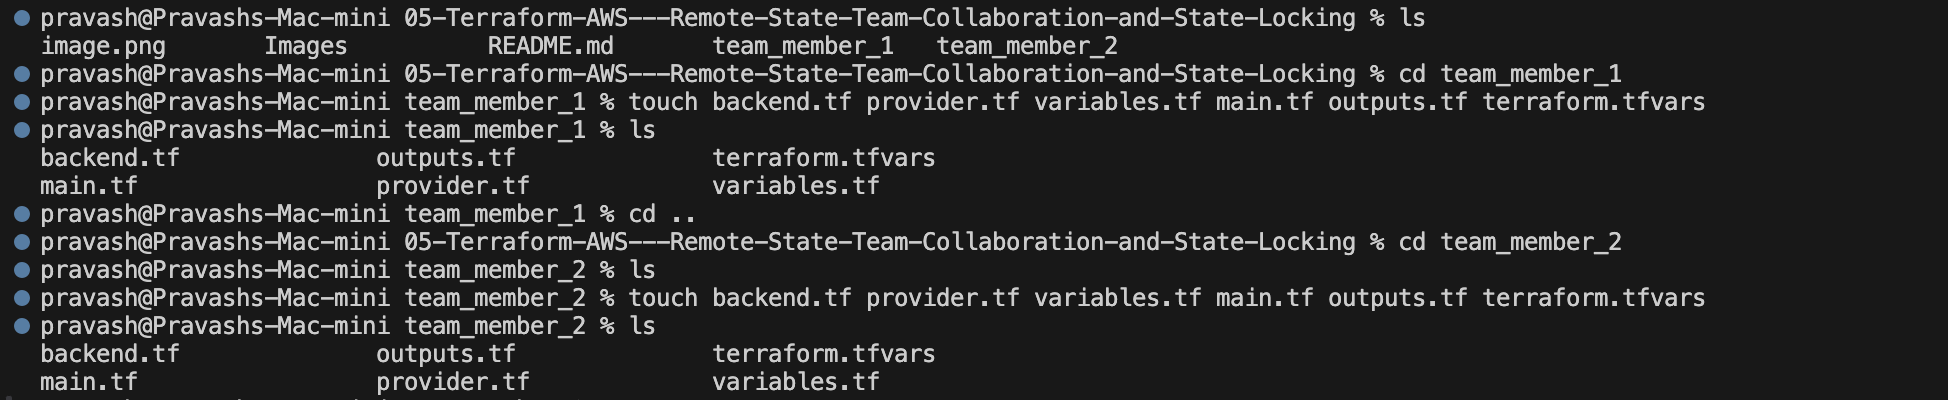 pravash@Pravashs-Mac-mini 05-Terraform-AWS---Remote-State-Team-Collaboration-and-State-Locking % ls
image.png Images README.md team_member_1 team_member_2
pravash@Pravashs-Mac-mini 05-Terraform-AWS---Remote-State-Team-Collaboration-and-State-Locking % cd team_member_1
pravash@Pravashs-Mac-mini team_member_1 % touch backend.tf provider.tf variables.tf main.tf outputs.tf terraform.tfvars
pravash@Pravashs-Mac-mini team_member_1 % ls
backend.tf outputs.tf terraform.tfvars
main.tf provider.tf variables.tf
pravash@Pravashs-Mac-mini team_member_1 % cd ..
pravash@Pravashs-Mac-mini 05-Terraform-AWS---Remote-State-Team-Collaboration-and-State-Locking % cd team_member_2
pravash@Pravashs-Mac-mini team_member_2 % ls
pravash@Pravashs-Mac-mini team_member_2 % touch backend.tf provider.tf variables.tf main.tf outputs.tf terraform.tfvars
pravash@Pravashs-Mac-mini team_member_2 % ls
backend.tf outputs.tf terraform.tfvars
main.tf provider.tf variables.tf